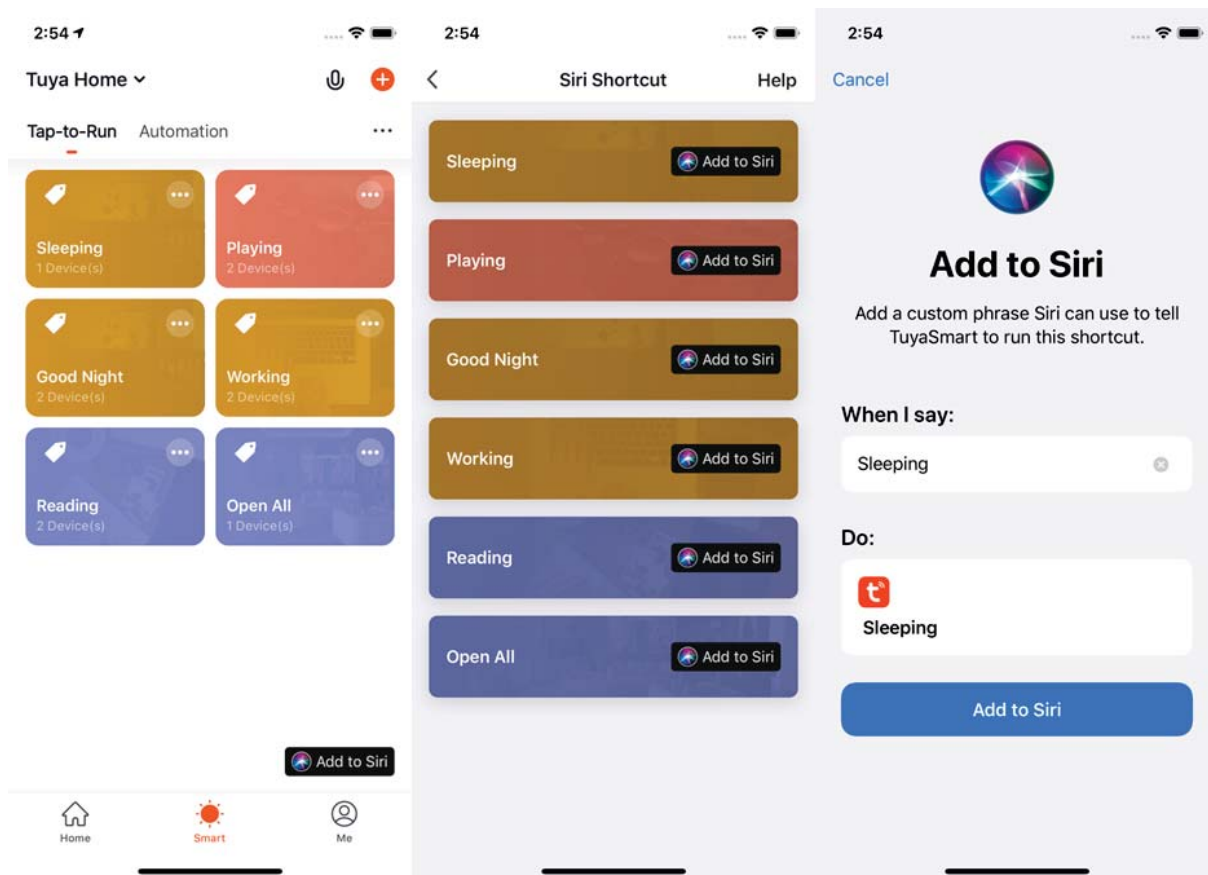 2:54
Tuya Home
Tap-to-Run Automation
Sleeping
1 Device(s)
Playing
2 Device(s)
Good Night
2 Device(s)
Working
2 Device(s)
Reading
2 Device(s)
Open All
1 Device(s)
Add to Siri
Home
Smart
Me
2:54
Siri Shortcut
Help
Sleeping
Add to Siri
Playing
Add to Siri
Good Night
Add to Siri
Working
Add to Siri
Reading
Add to Siri
Open All
Add to Siri
2:54
Cancel
Add to Siri
Add a custom phrase Siri can use to tell
TuyaSmart to run this shortcut.
When I say:
Sleeping
Do:
Sleeping
Add to Siri